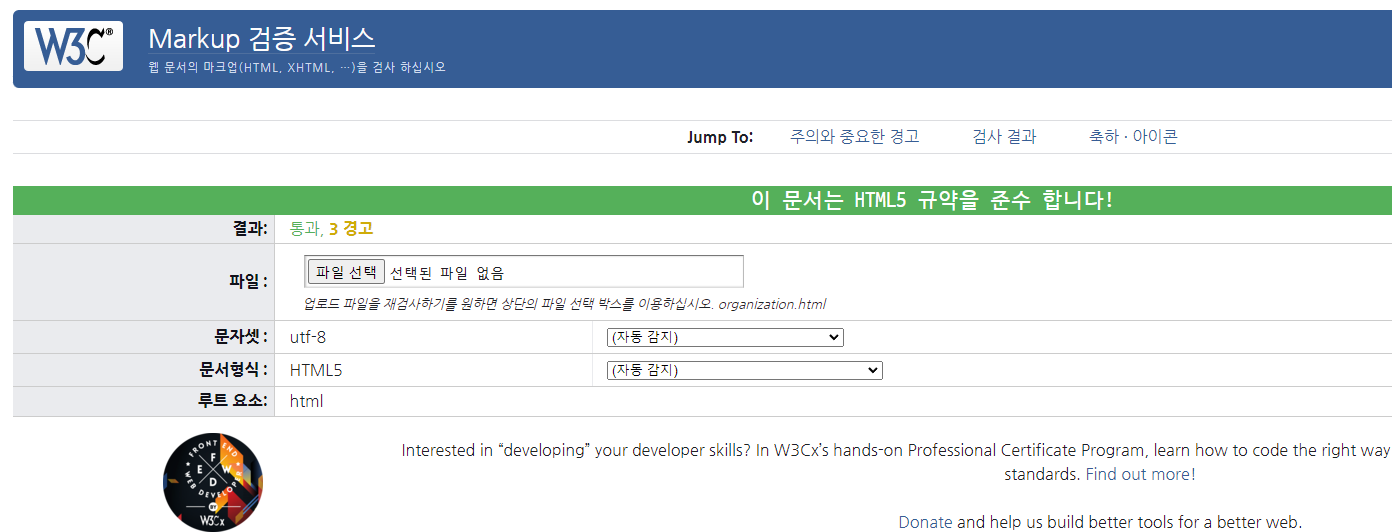 W3C®
Markup 검증 서비스
웹 문서의 마크업(HTML, XHTML, …)을 검사 하십시오
Jump To: 주의와 중요한 경고 검사 결과 축하 · 아이콘
이 문서는 HTML5 규약을 준수 합니다!
결과: 통과, 3 경고
파일 : 파일 선택 선택된 파일 없음
업로드 파일을 재검사하기를 원하면 상단의 파일 선택 박스를 이용하십시오. organization.html
문자셋 : utf-8 (자동 감지)
문서형식 : HTML5 (자동 감지)
루트 요소: html
FRONT END
WEB DEVELOPER
F
E W
D
W3Cx
Interested in “developing” your developer skills? In W3Cx’s hands-on Professional Certificate Program, learn how to code the right way
standards. Find out more!
Donate and help us build better tools for a better web.